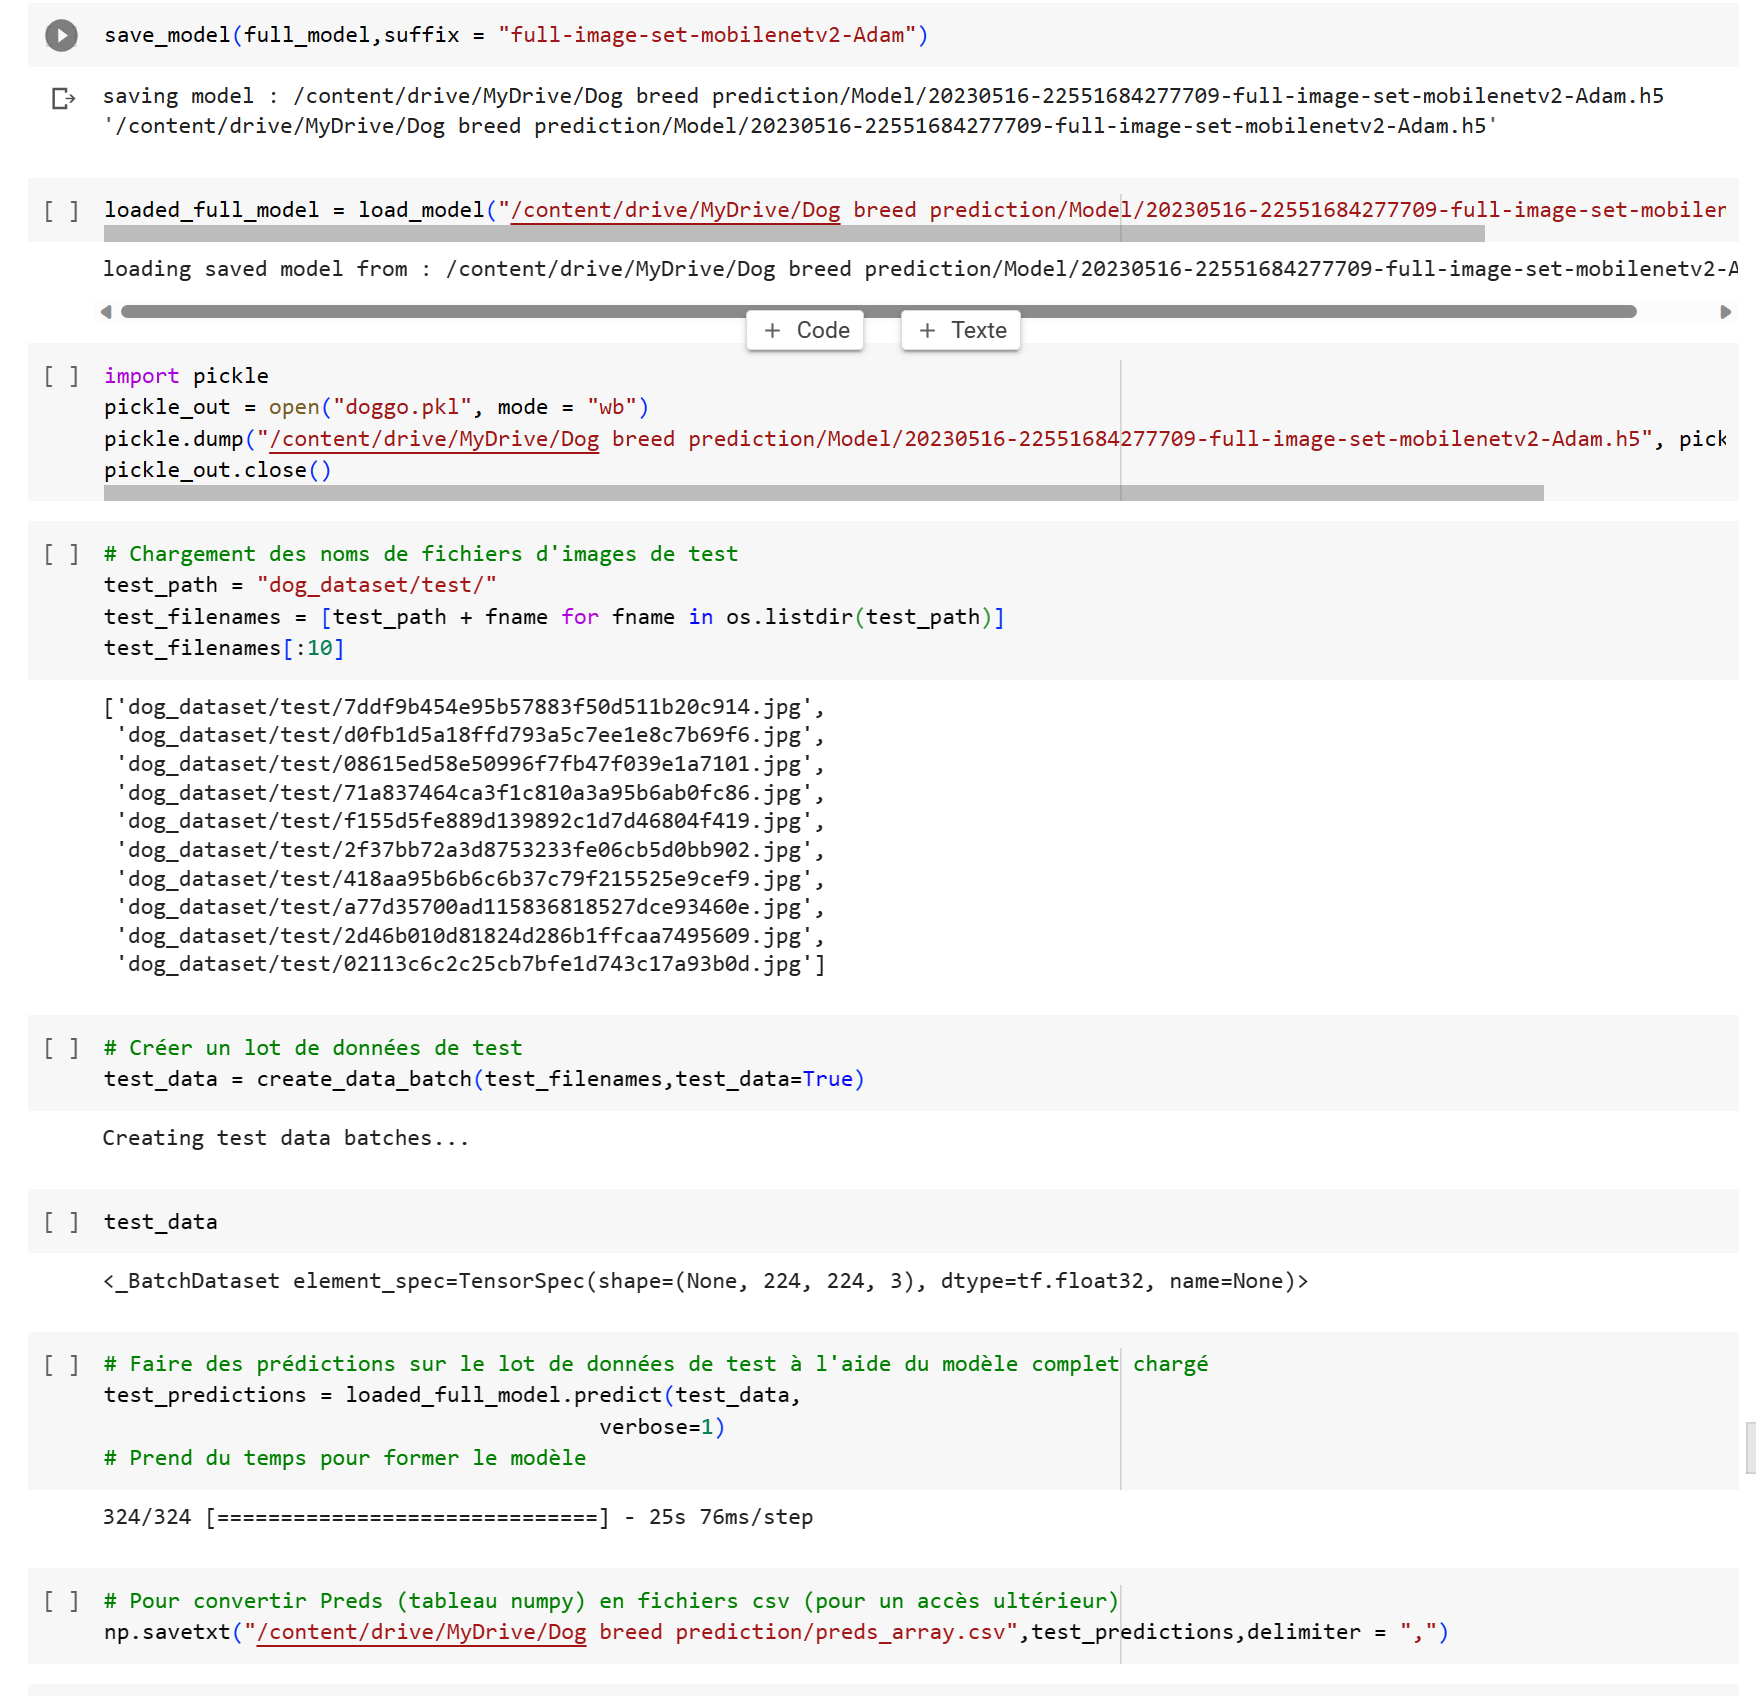 save_model(full_model,suffix = "full-image-set-mobilenetv2-Adam")
saving model : /content/drive/MyDrive/Dog breed prediction/Model/20230516-22551684277709-full-image-set-mobilenetv2-Adam.h5
'/content/drive/MyDrive/Dog breed prediction/Model/20230516-22551684277709-full-image-set-mobilenetv2-Adam.h5'
[ ] loaded_full_model = load_model("/content/drive/MyDrive/Dog breed prediction/Model/20230516-22551684277709-full-image-set-mobilen
loading saved model from : /content/drive/MyDrive/Dog breed prediction/Model/20230516-22551684277709-full-image-set-mobilenetv2-A
+ Code + Texte
[ ] import pickle
pickle_out = open("doggo.pkl", mode = "wb")
pickle.dump("/content/drive/MyDrive/Dog breed prediction/Model/20230516-22551684277709-full-image-set-mobilenetv2-Adam.h5", pick
pickle_out.close()
[ ] # Chargement des noms de fichiers d'images de test
test_path = "dog_dataset/test/"
test_filenames = [test_path + fname for fname in os.listdir(test_path)]
test_filenames[:10]
['dog_dataset/test/7ddf9b454e95b57883f50d511b20c914.jpg',
'dog_dataset/test/d0fb1d5a18ffd793a5c7ee1e8c7b69f6.jpg',
'dog_dataset/test/08615ed58e50996f7fb47f039e1a7101.jpg',
'dog_dataset/test/71a837464ca3f1c810a3a95b6ab0fc86.jpg',
'dog_dataset/test/f155d5fe889d139892c1d7d46804f419.jpg',
'dog_dataset/test/2f37bb72a3d8753233fe06cb5d0bb902.jpg',
'dog_dataset/test/418aa95b6b6c6b37c79f215525e9cef9.jpg',
'dog_dataset/test/a77d35700ad115836818527dce93460e.jpg',
'dog_dataset/test/2d46b010d81824d286b1ffcaa7495609.jpg',
'dog_dataset/test/02113c6c2c25cb7bfe1d743c17a93b0d.jpg']
[ ] # Créer un lot de données de test
test_data = create_data_batch(test_filenames,test_data=True)
Creating test data batches...
[ ] test_data
<_BatchDataset element_spec=TensorSpec(shape=(None, 224, 224, 3), dtype=tf.float32, name=None)>
[ ] # Faire des prédictions sur le lot de données de test à l'aide du modèle complet chargé
test_predictions = loaded_full_model.predict(test_data,
verbose=1)
# Prend du temps pour former le modèle
324/324 [==============================] - 25s 76ms/step
[ ] # Pour convertir Preds (tableau numpy) en fichiers csv (pour un accès ultérieur)
np.savetxt("/content/drive/MyDrive/Dog breed prediction/preds_array.csv",test_predictions,delimiter = ",")